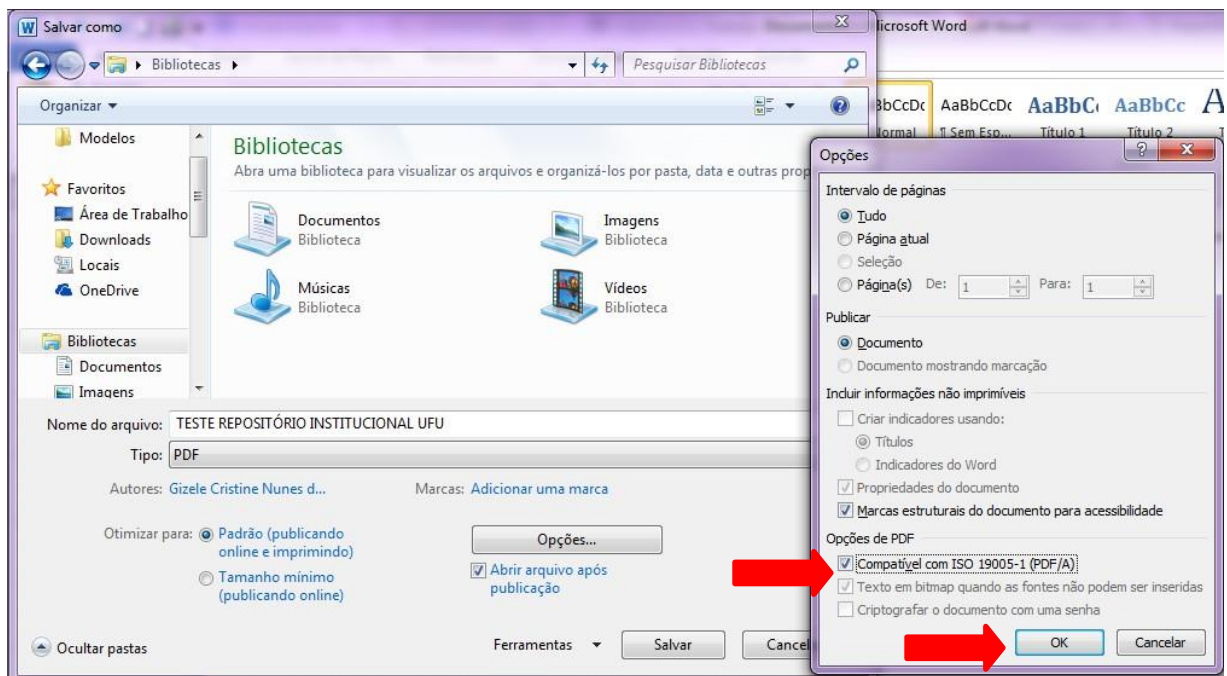 Salvar como
Bibliotecas
Pesquisar Bibliotecas
Organizar
Modelos
Favoritos
Área de Trabalho
Downloads
Locais
OneDrive
Bibliotecas
Documentos
Imagens
Bibliotecas
Abra uma biblioteca para visualizar os arquivos e organizá-los por pasta, data e outras prop
Documentos
Biblioteca
Imagens
Biblioteca
Músicas
Biblioteca
Vídeos
Biblioteca
Nome do arquivo: TESTE REPOSITÓRIO INSTITUCIONAL UFU
Tipo: PDF
Autores: Gizele Cristine Nunes d...
Marcas: Adicionar uma marca
Otimizar para: Padrão (publicando
online e imprimindo)
Tamanho mínimo
(publicando online)
Opções...
Abrir arquivo após
publicação
Ocultar pastas
Ferramentas
Salvar
Cancel
licrosoft Word
bCcDc AaBbCcDc AaBbC AaBbCc A
Normal ¶ Sem Esp... Título 1 Título 2
Opções
Intervalo de páginas
Tudo
Página atual
Seleção
Página(s) De: 1 Para: 1
Publicar
Documento
Documento mostrando marcação
Incluir informações não imprimíveis
Criar indicadores usando:
Títulos
Indicadores do Word
Propriedades do documento
Marcas estruturais do documento para acessibilidade
Opções de PDF
Compatível com ISO 19005-1 (PDF/A)
Texto em bitmap quando as fontes não podem ser inseridas
Criptografar o documento com uma senha
OK
Cancelar